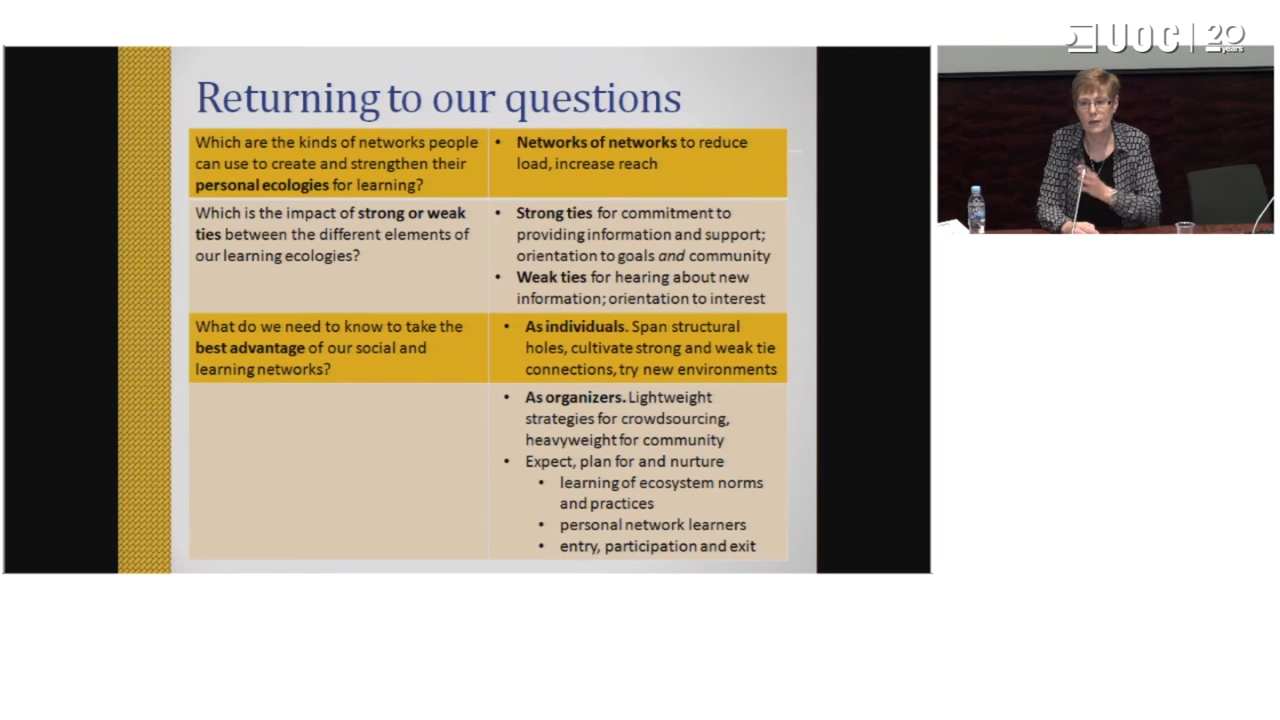 UOC | 20
years
Returning to our questions
Which are the kinds of networks people
can use to create and strengthen their
personal ecologies for learning?
• Networks of networks to reduce
load, increase reach
Which is the impact of strong or weak
ties between the different elements of
our learning ecologies?
• Strong ties for commitment to
providing information and support;
orientation to goals and community
• Weak ties for hearing about new
information; orientation to interest
What do we need to know to take the
best advantage of our social and
learning networks?
• As individuals. Span structural
holes, cultivate strong and weak tie
connections, try new environments
• As organizers. Lightweight
strategies for crowdsourcing,
heavyweight for community
• Expect, plan for and nurture
• learning of ecosystem norms
and practices
• personal network learners
• entry, participation and exit